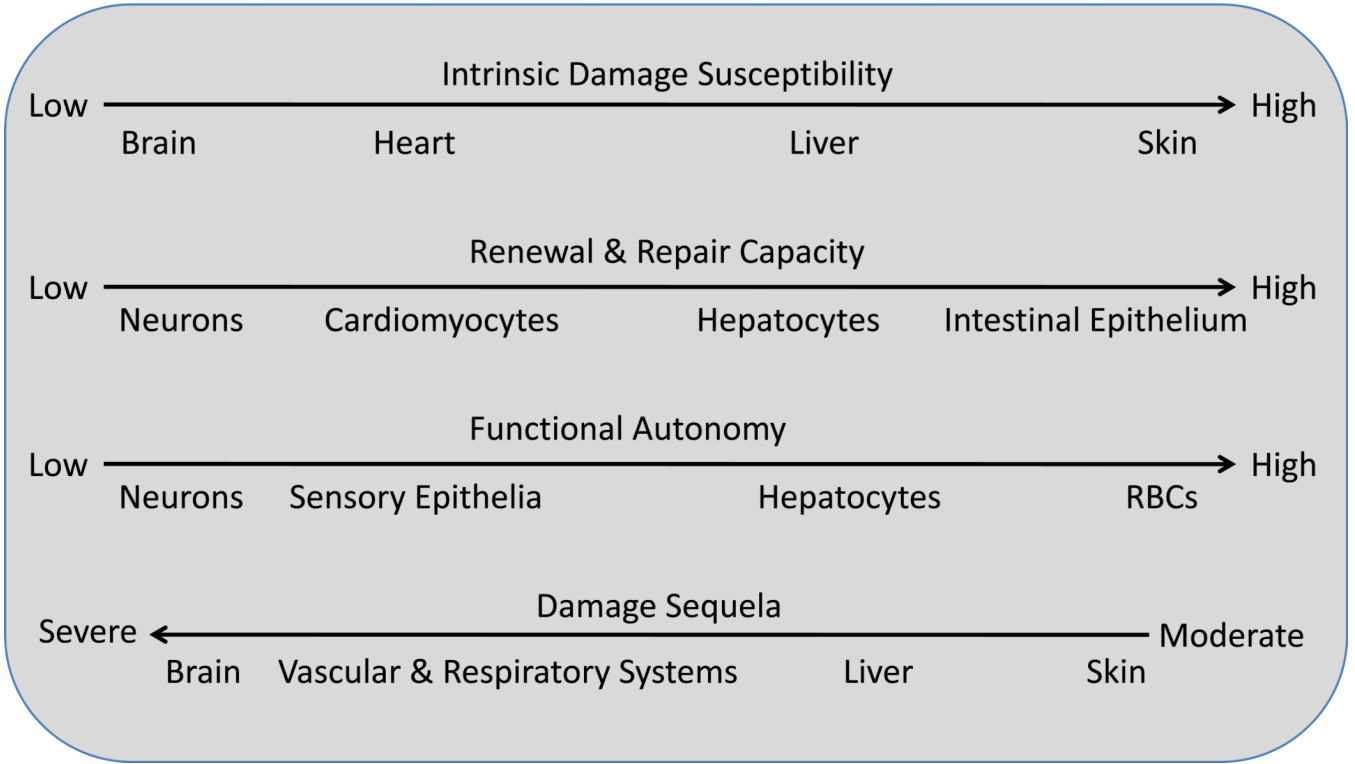 Intrinsic Damage Susceptibility
Low High
Brain Heart Liver Skin
Renewal & Repair Capacity
Low High
Neurons Cardiomyocytes Hepatocytes Intestinal Epithelium
Functional Autonomy
Low High
Neurons Sensory Epithelia Hepatocytes RBCs
Damage Sequela
Severe Moderate
Brain Vascular & Respiratory Systems Liver Skin